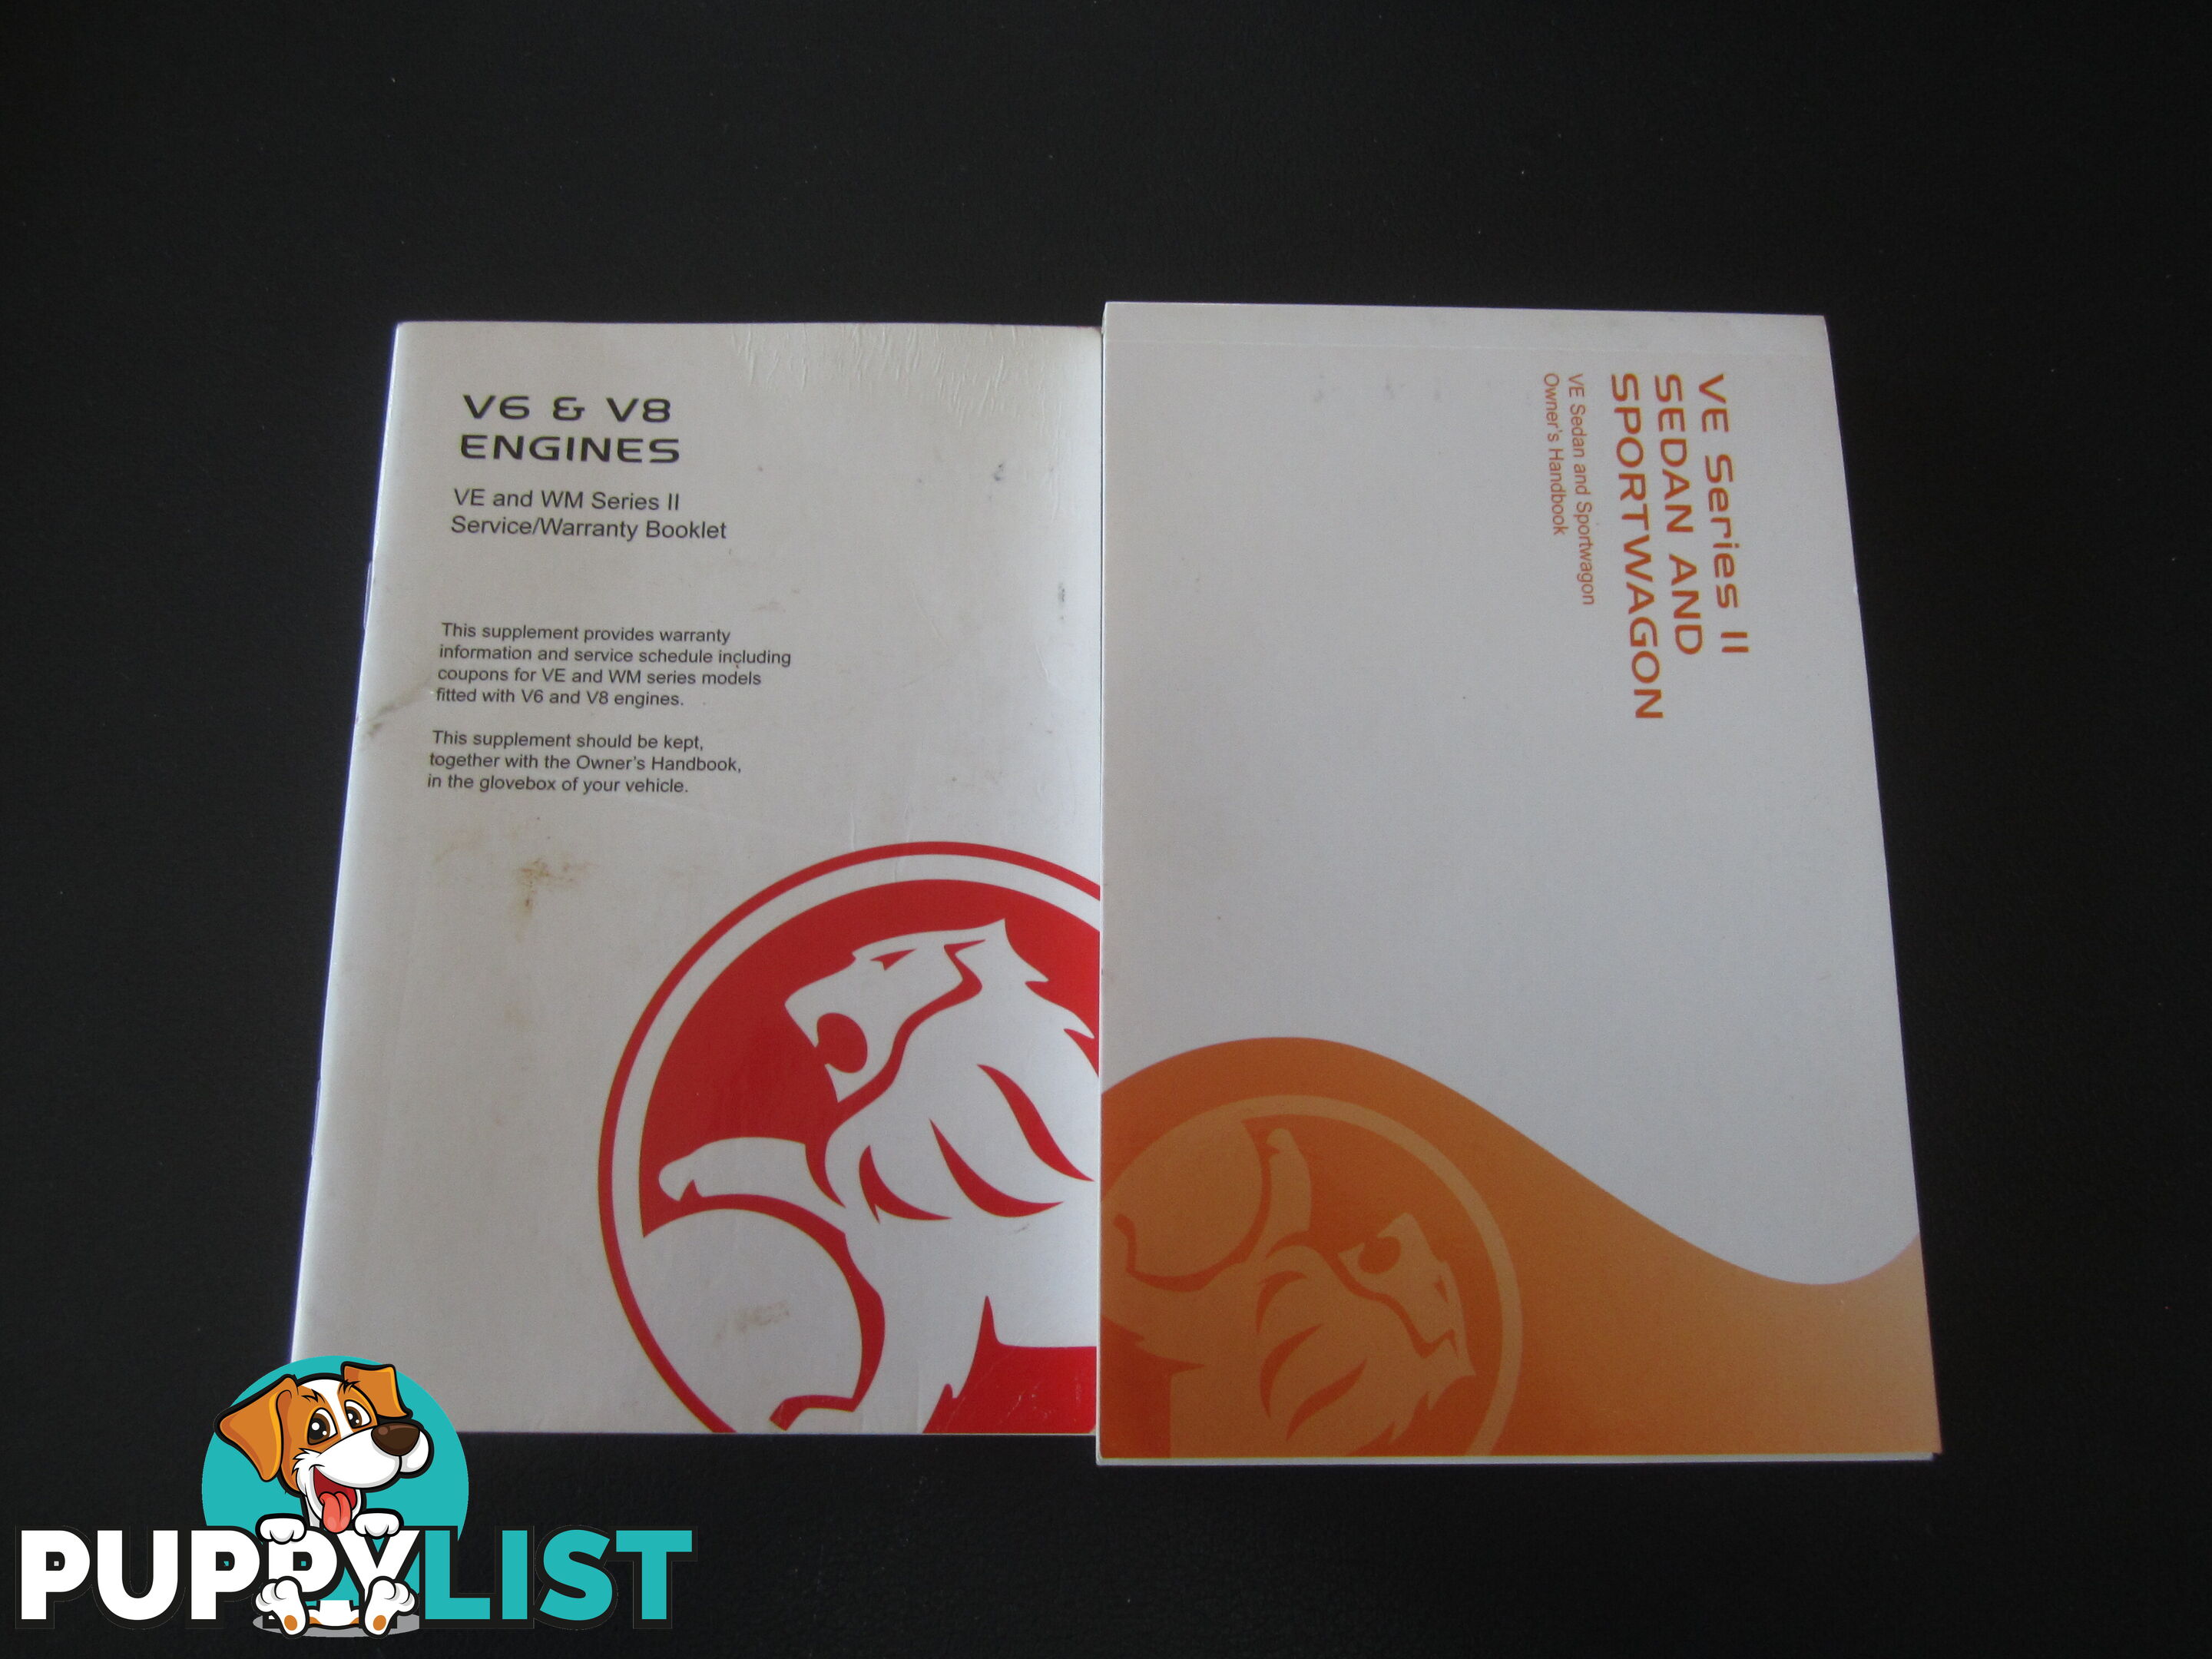 V6 & V8
ENGINES
VE and WM Series II
Service/Warranty Booklet
This supplement provides warranty
information and service schedule including
coupons for VE and WM series models
fitted with V6 and V8 engines.
This supplement should be kept,
together with the Owner's Handbook,
in the glovebox of your vehicle.
VE Series II
SEDAN AND
SPORTWAGON
VE Sedan and Sportwagon
Owner's Handbook
PUPPYLIST